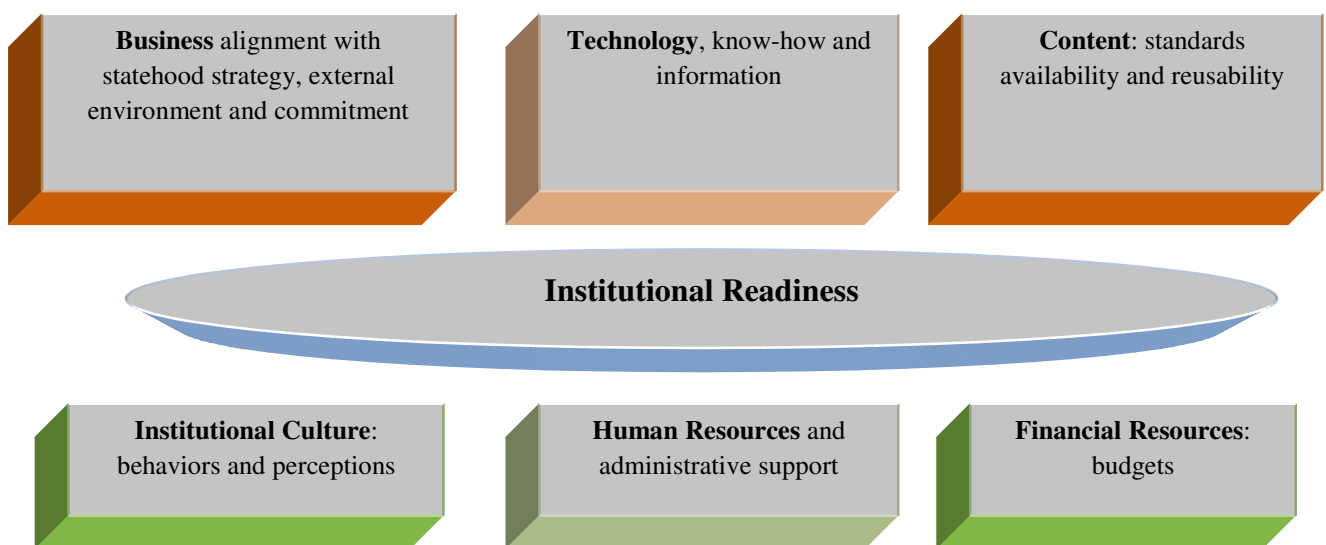 Business alignment with
statehood strategy, external
environment and commitment
Technology, know-how and
information
Content: standards
availability and reusability
Institutional Readiness
Institutional Culture:
behaviors and perceptions
Human Resources and
administrative support
Financial Resources:
budgets